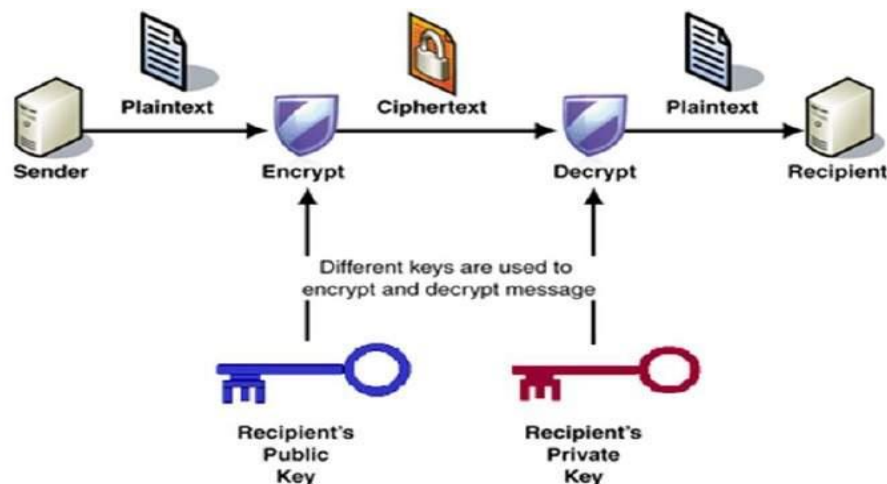 Plaintext
Ciphertext
Plaintext
Sender
Encrypt
Decrypt
Recipient
Different keys are used to
encrypt and decrypt message
Recipient's
Public
Key
Recipient's
Private
Key